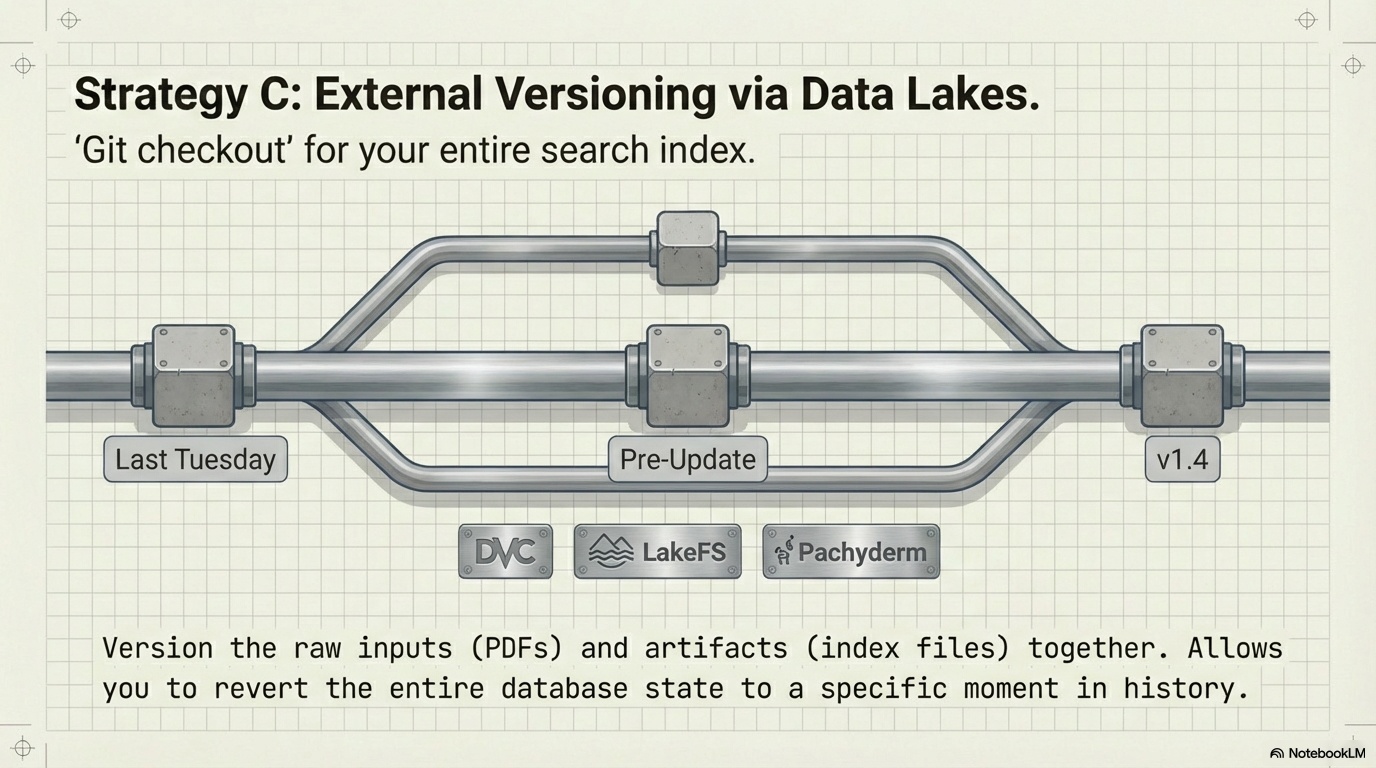 Strategy C: External Versioning via Data Lakes.
‘Git checkout’ for your entire search index.
Last Tuesday
Pre-Update
v1.4
DVC
LakeFS
Pachyderm
Version the raw inputs (PDFs) and artifacts (index files) together. Allows
you to revert the entire database state to a specific moment in history.
NotebookLM